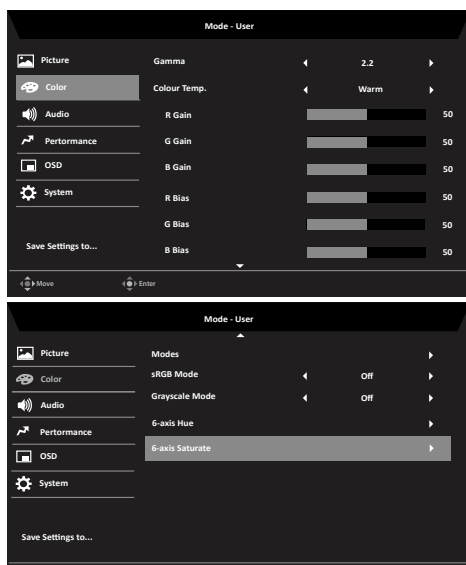 Mode - User
Picture
Gamma 2.2
Color
Colour Temp. Warm
Audio
R Gain 50
Pertormance
G Gain 50
OSD
B Gain 50
System
R Bias 50
G Bias 50
Save Settings to...
B Bias 50
Move Enter
Mode - User
Picture
Modes
Color
sRGB Mode Off
Audio
Grayscale Mode Off
Pertormance
6-axis Hue
OSD
6-axis Saturate
System
Save Settings to...